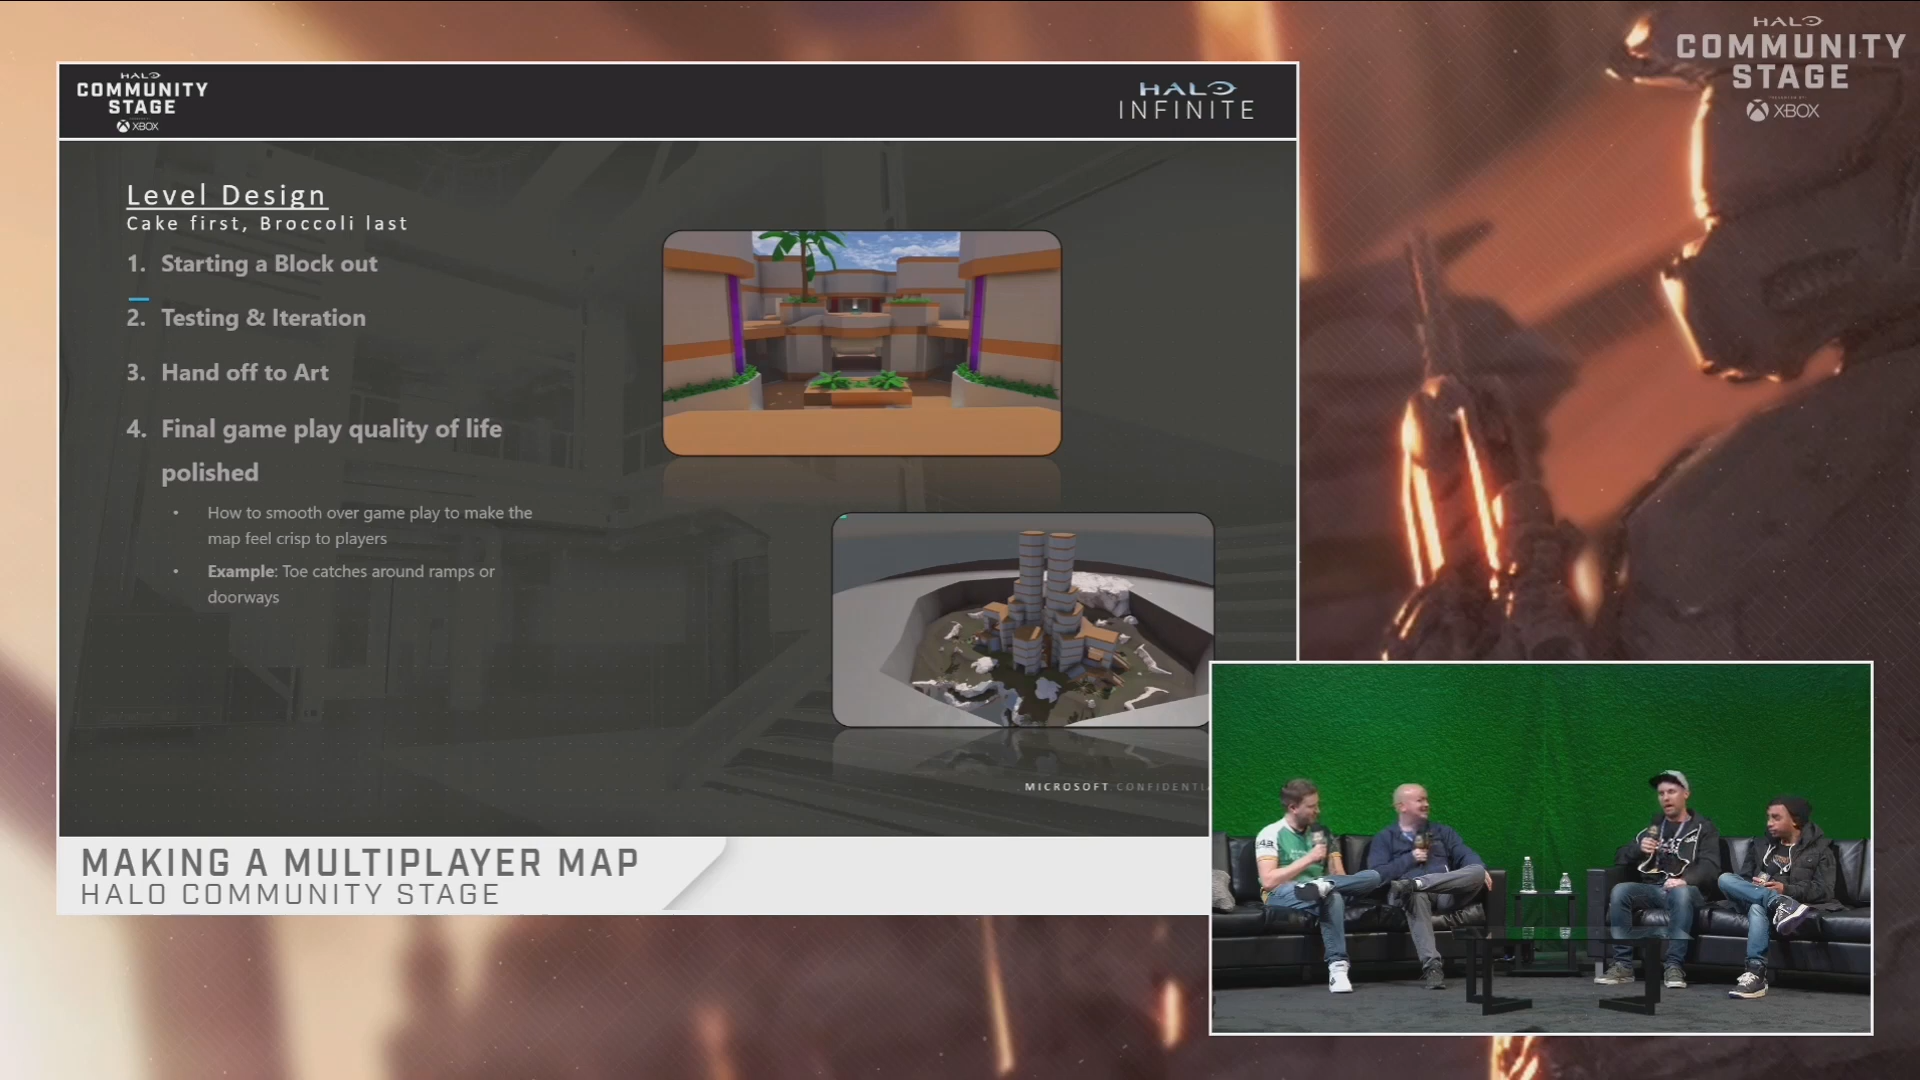 HALO
COMMUNITY
STAGE
XBOX
HALO
INFINITE
HALO
COMMUNITY
STAGE
XBOX
Level Design
Cake first, Broccoli last
1. Starting a Block out
2. Testing & Iteration
3. Hand off to Art
4. Final game play quality of life
polished
• How to smooth over game play to make the
map feel crisp to players
• Example: Toe catches around ramps or
doorways
MICROSOFT CONFIDENTI
MAKING A MULTIPLAYER MAP
HALO COMMUNITY STAGE